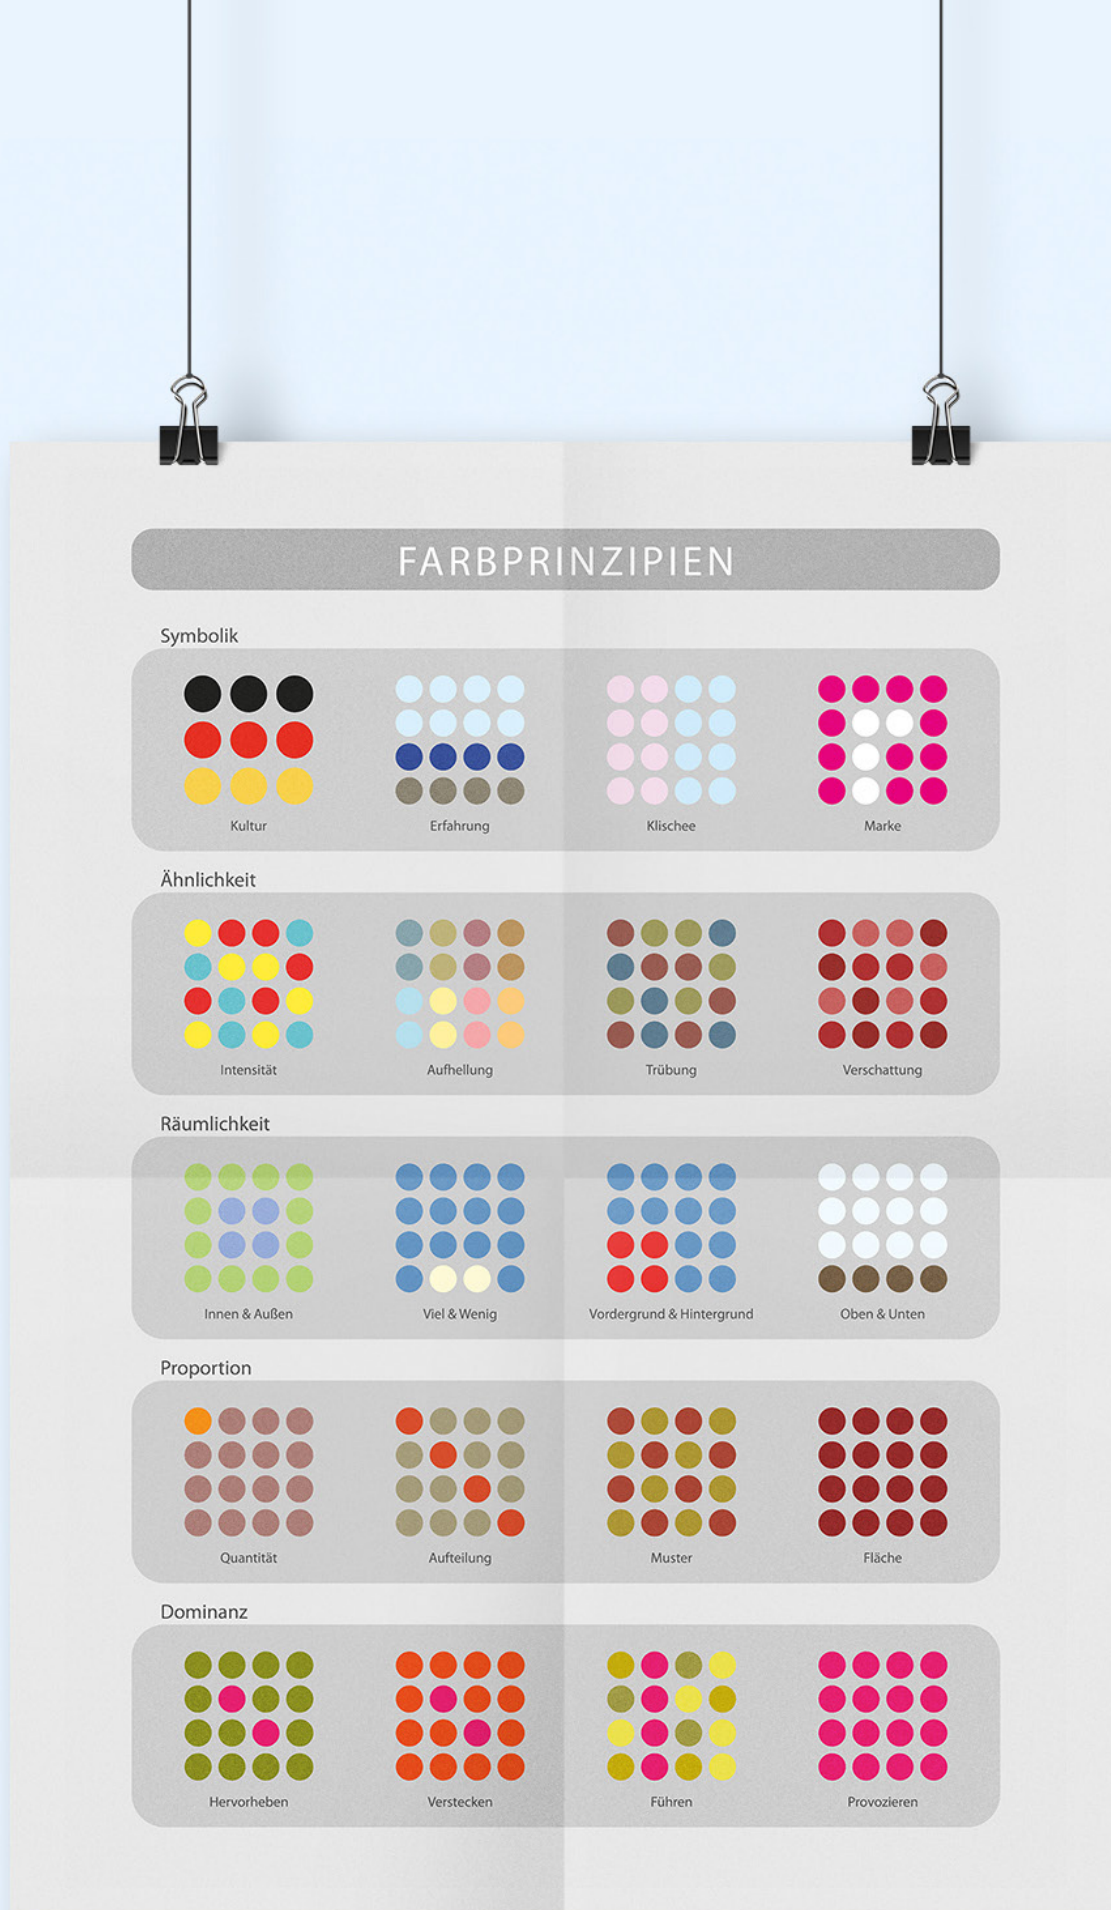 FARBPRINZIPIEN
Symbolik
Kultur
Erfahrung
Klischee
Marke
Ähnlichkeit
Intensität
Aufhellung
Trübung
Verschattung
Räumlichkeit
Innen & Außen
Viel & Wenig
Vordergrund & Hintergrund
Oben & Unten
Proportion
Quantität
Aufteilung
Muster
Fläche
Dominanz
Hervorheben
Verstecken
Führen
Provozieren